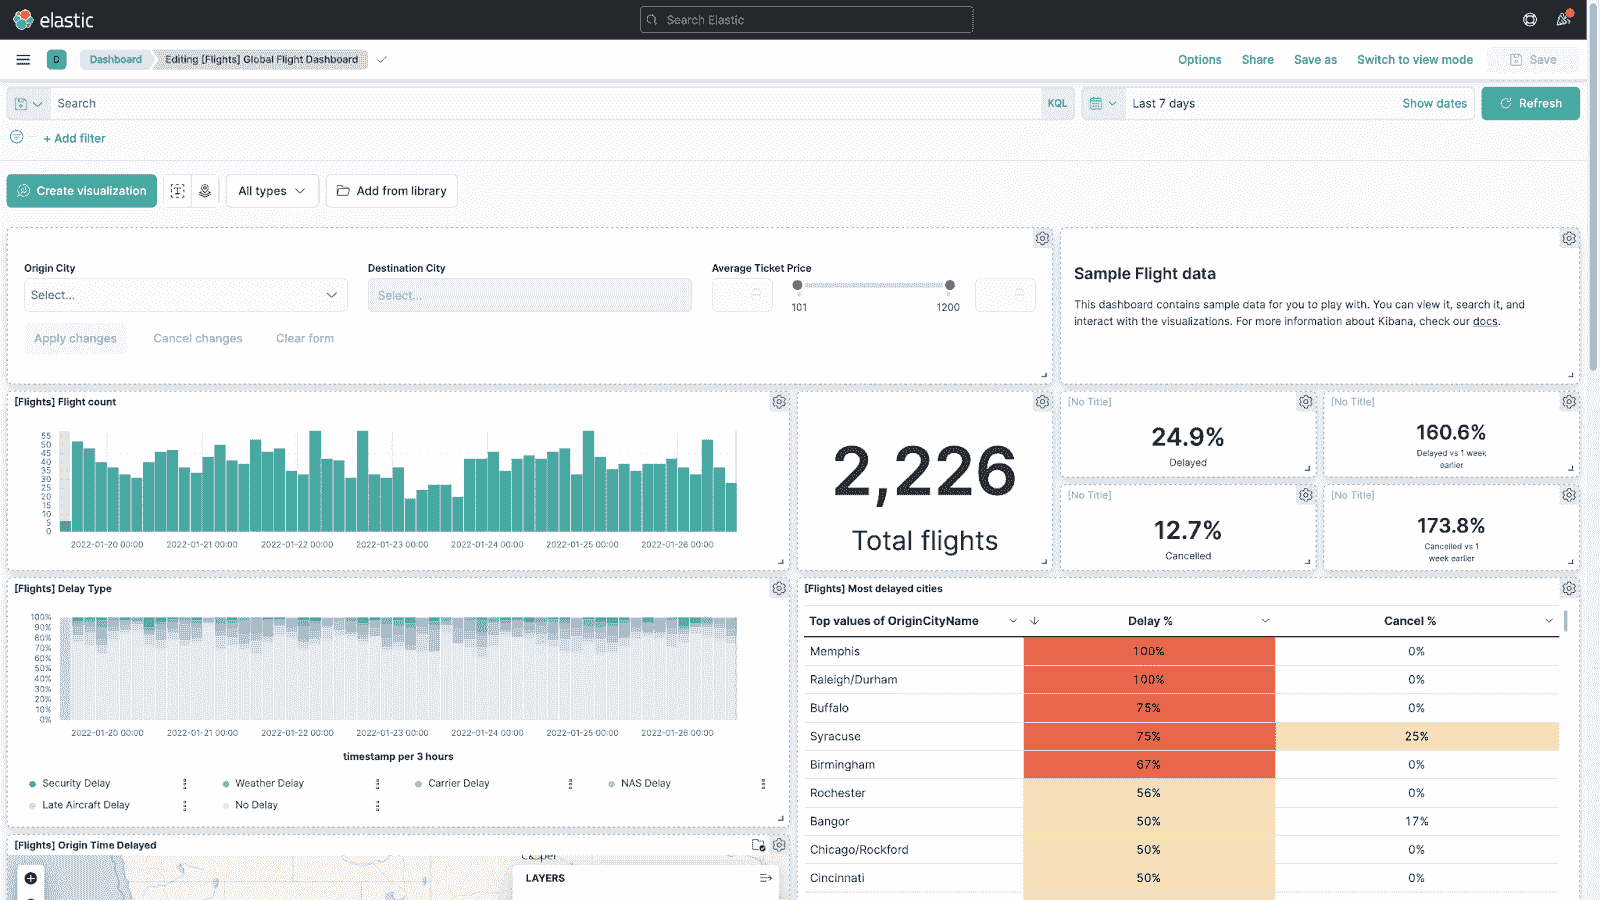 elastic
Search Elastic
D
Dashboard
Editing [Flights] Global Flight Dashboard
Options
Share
Save as
Switch to view mode
Save
Search
KQL
Last 7 days
Show dates
Refresh
+ Add filter
Create visualization
All types
Add from library
Origin City
Select...
Destination City
Select...
Average Ticket Price
101
1200
Apply changes
Cancel changes
Clear form
Sample Flight data
This dashboard contains sample data for you to play with. You can view it, search it, and
interact with the visualizations. For more information about Kibana, check our docs.
[Flights] Flight count
55
50
45
40
35
30
25
20
15
10
5
0
2022-01-20 00:00
2022-01-21 00:00
2022-01-22 00:00
2022-01-23 00:00
2022-01-24 00:00
2022-01-25 00:00
2022-01-26 00:00
2,226
Total flights
[No Title]
24.9%
Delayed
[No Title]
160.6%
Delayed vs 1 week
earlier
[No Title]
12.7%
Cancelled
[No Title]
173.8%
Cancelled vs 1
week earlier
[Flights] Delay Type
100%
90%
80%
70%
60%
50%
40%
30%
20%
10%
0%
2022-01-20 00:00
2022-01-21 00:00
2022-01-22 00:00
2022-01-23 00:00
2022-01-24 00:00
2022-01-25 00:00
2022-01-26 00:00
timestamp per 3 hours
Security Delay
Weather Delay
Carrier Delay
NAS Delay
Late Aircraft Delay
No Delay
[Flights] Most delayed cities
Top values of OriginCityName
Delay %
Cancel %
Memphis
100%
0%
Raleigh/Durham
100%
0%
Buffalo
75%
0%
Syracuse
75%
25%
Birmingham
67%
0%
Rochester
56%
0%
Bangor
50%
17%
Chicago/Rockford
50%
0%
Cincinnati
50%
0%
[Flights] Origin Time Delayed
Casper
LAYERS